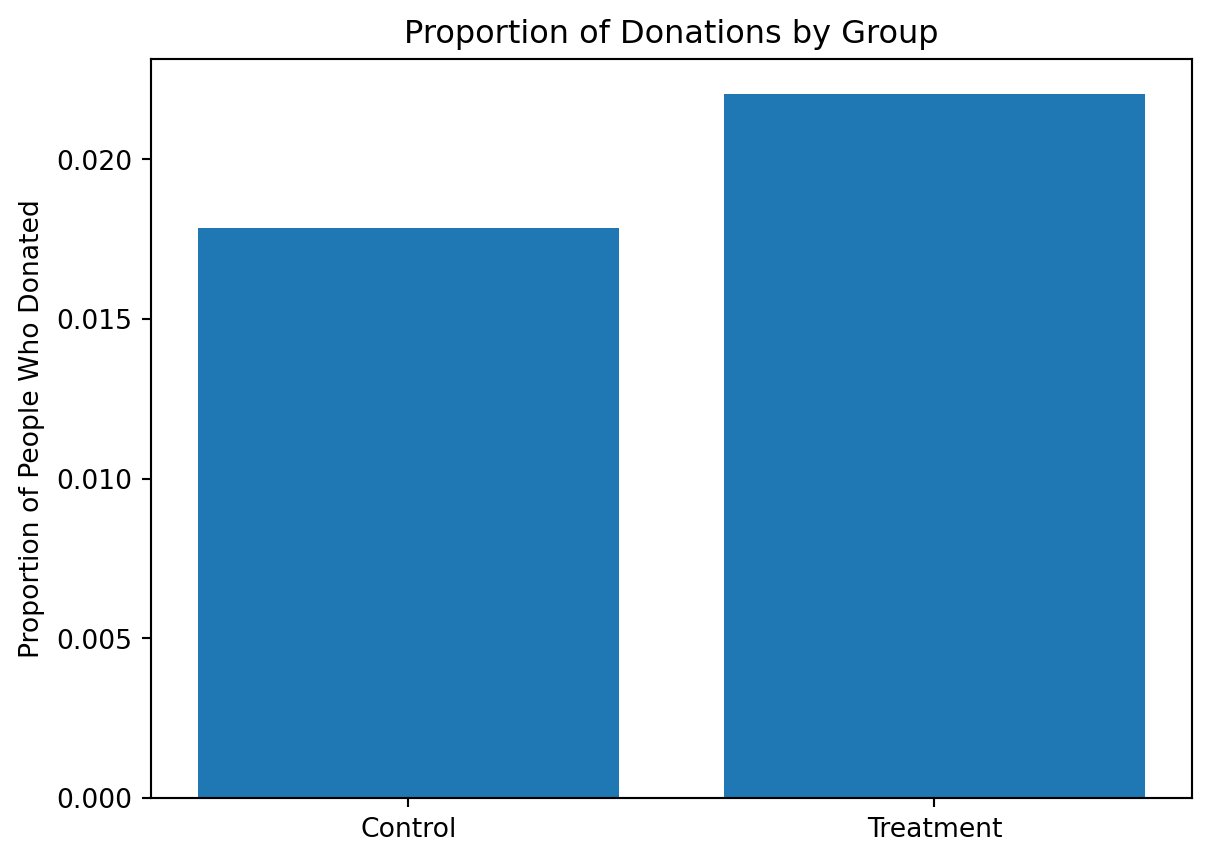 Proportion of Donations by Group
Proportion of People Who Donated
0.020
0.015
0.010
0.005
0.000
Control
Treatment